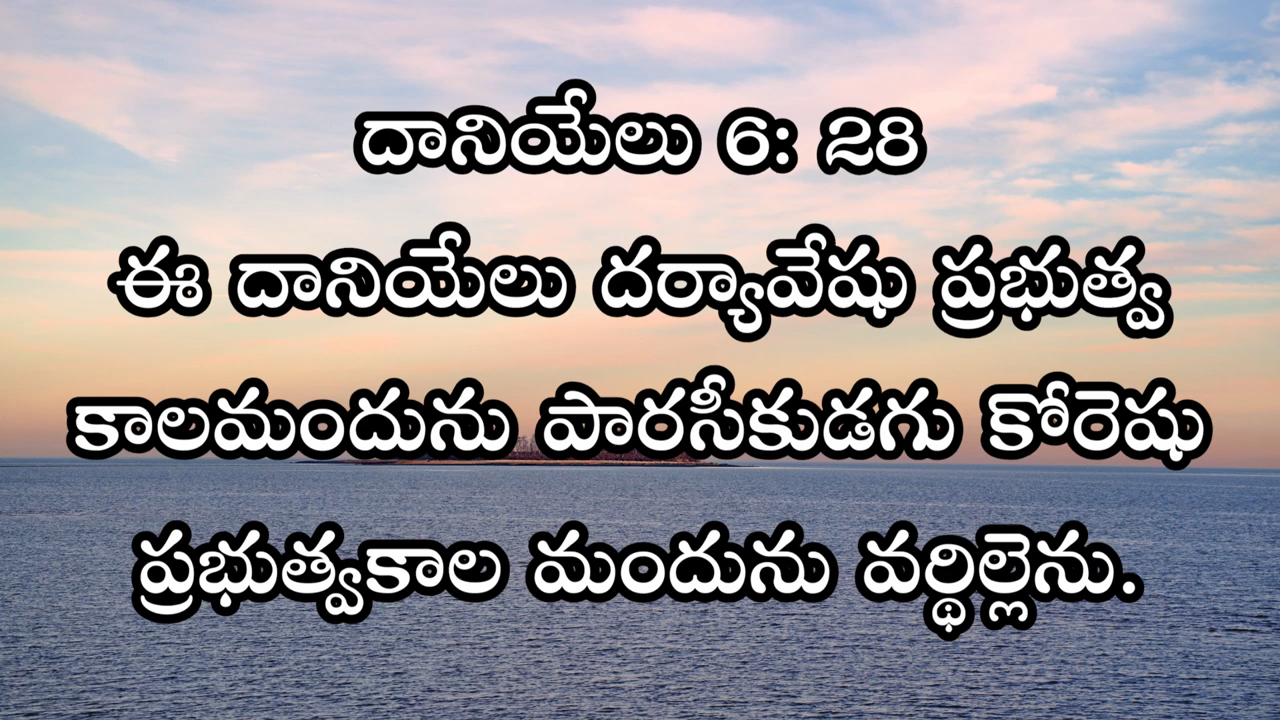 దానియేలు 6: 28
ఈ దానియేలు దర్యావేషు ప్రభుత్వ
కాలమందును పారసీకుడగు కోరెషు
ప్రభుత్వకాల మందును వర్థిల్లెను.